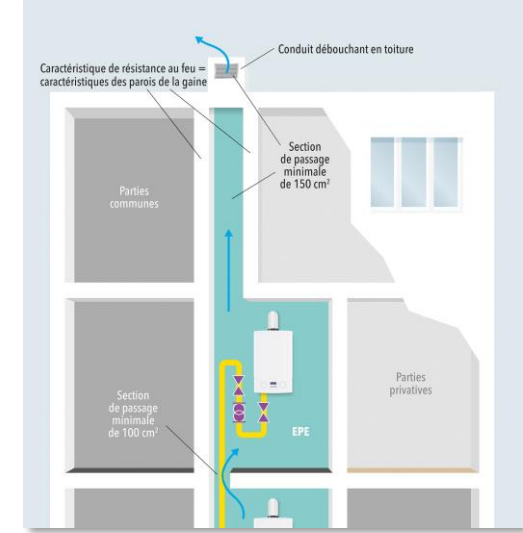 Conduit débouchant en toiture
Caractéristique de résistance au feu =
caractéristiques des parois de la gaine
Section
de passage
minimale
de 150 cm²
Parties
communes
Parties
privatives
Section
de passage
minimale
de 100 cm²
EPE